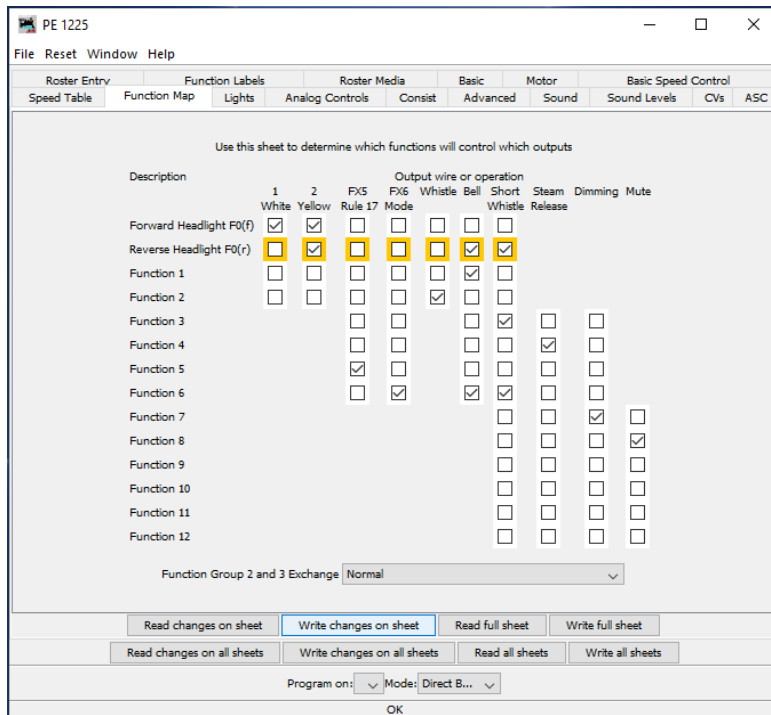 PE 1225
File Reset Window Help
Roster Entry Function Labels Roster Media Basic Motor Basic Speed Control
Speed Table Function Map Lights Analog Controls Consist Advanced Sound Sound Levels CVs ASC
Use this sheet to determine which functions will control which outputs
Description Output wire or operation
1 2 FX5 FX6 Whistle Bell Short Steam Dimming Mute
White Yellow Rule 17 Mode Whistle Release
Forward Headlight F0(f)
Reverse Headlight F0(r)
Function 1
Function 2
Function 3
Function 4
Function 5
Function 6
Function 7
Function 8
Function 9
Function 10
Function 11
Function 12
Function Group 2 and 3 Exchange Normal
Read changes on sheet Write changes on sheet Read full sheet Write full sheet
Read changes on all sheets Write changes on all sheets Read all sheets Write all sheets
Program on: Mode: Direct B...
OK